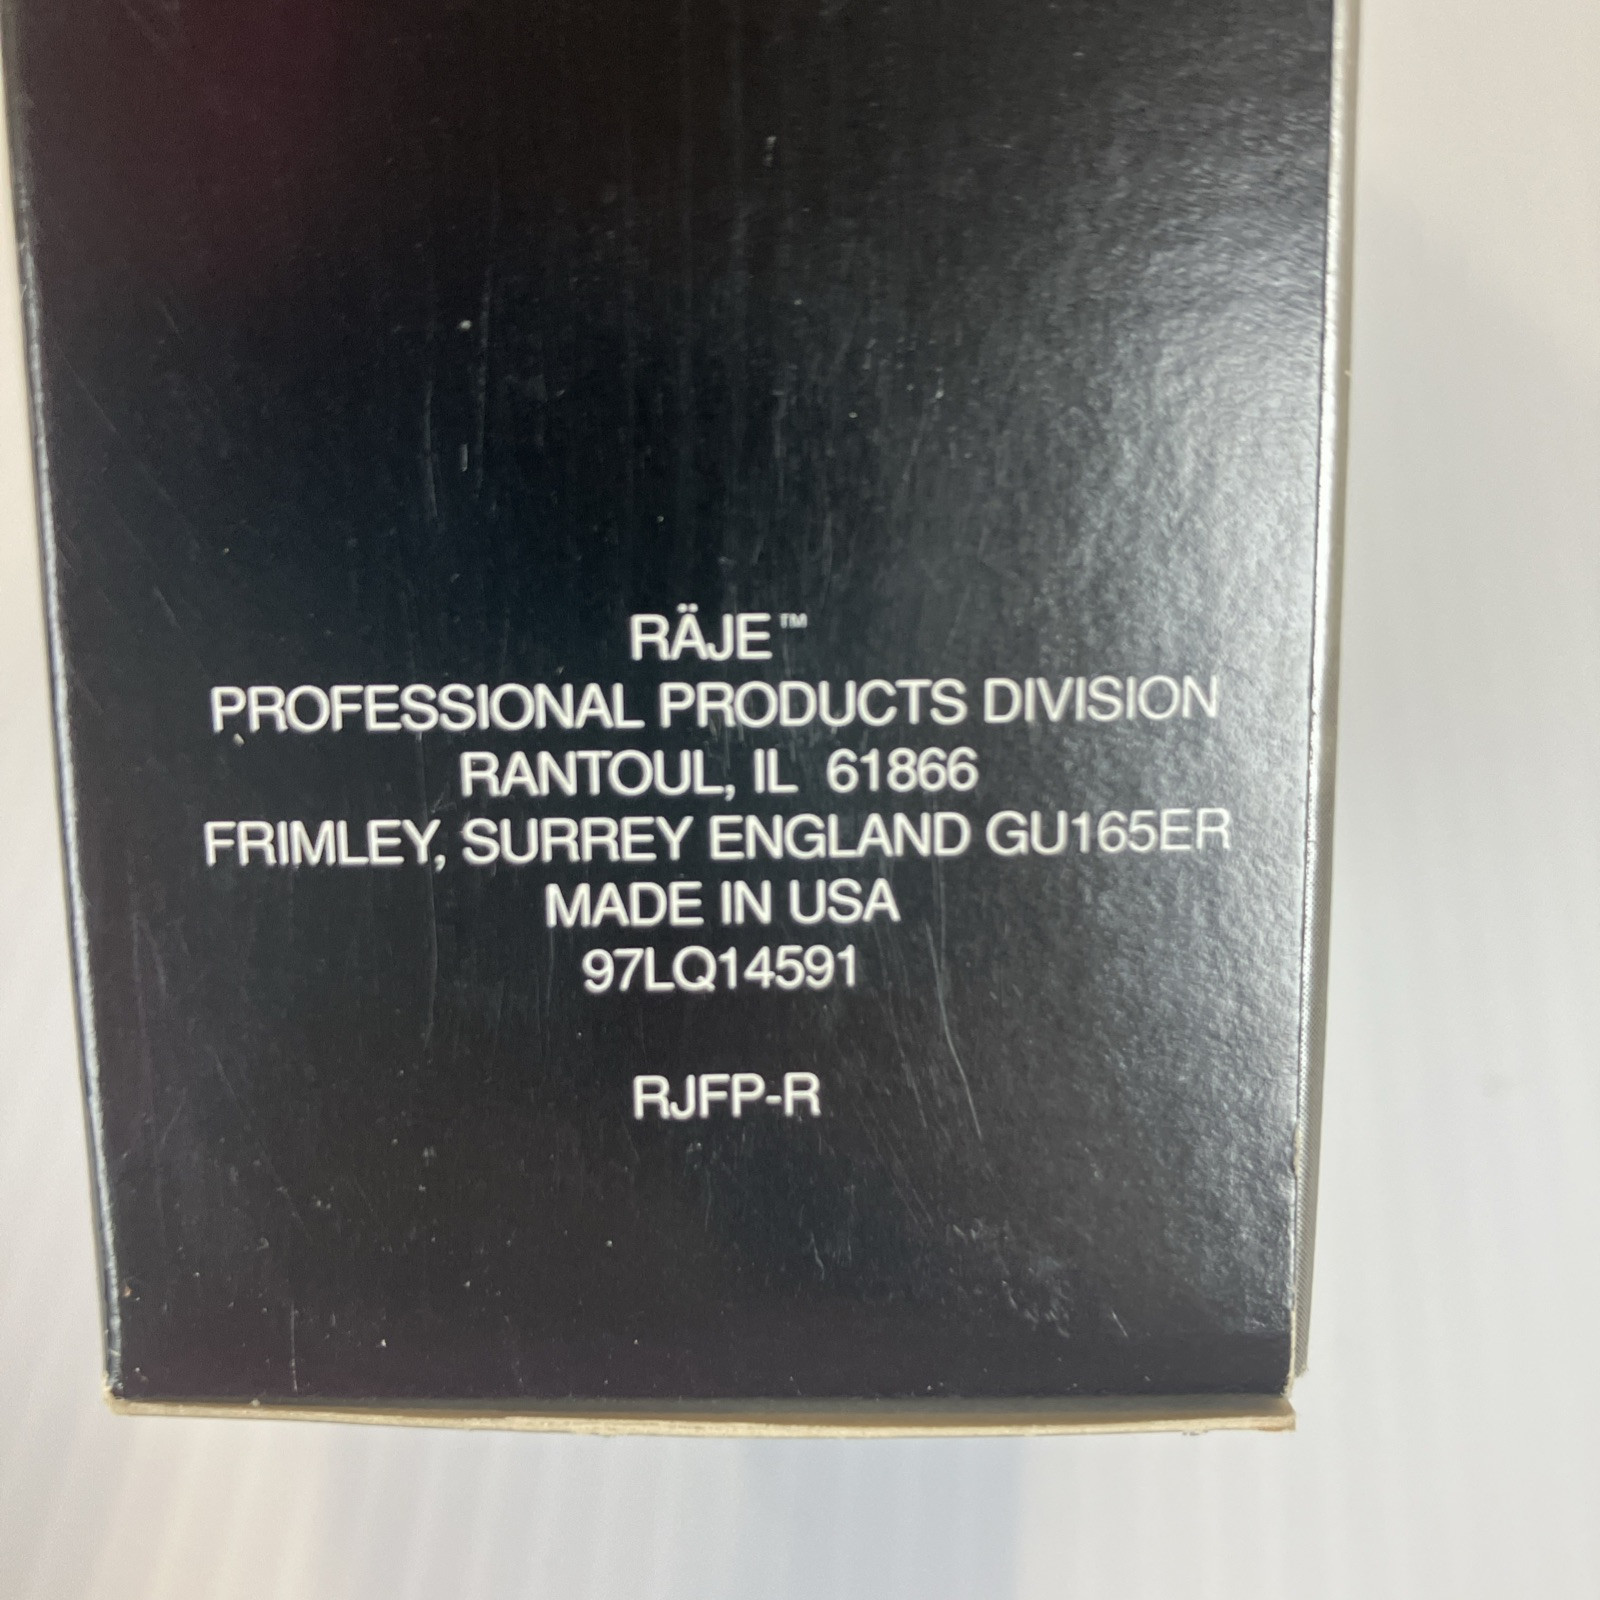 RÄJE™
PROFESSIONAL PRODUCTS DIVISION
RANTOUL, IL 61866
FRIMLEY, SURREY ENGLAND GU165ER
MADE IN USA
97LQ14591
RJFP-R